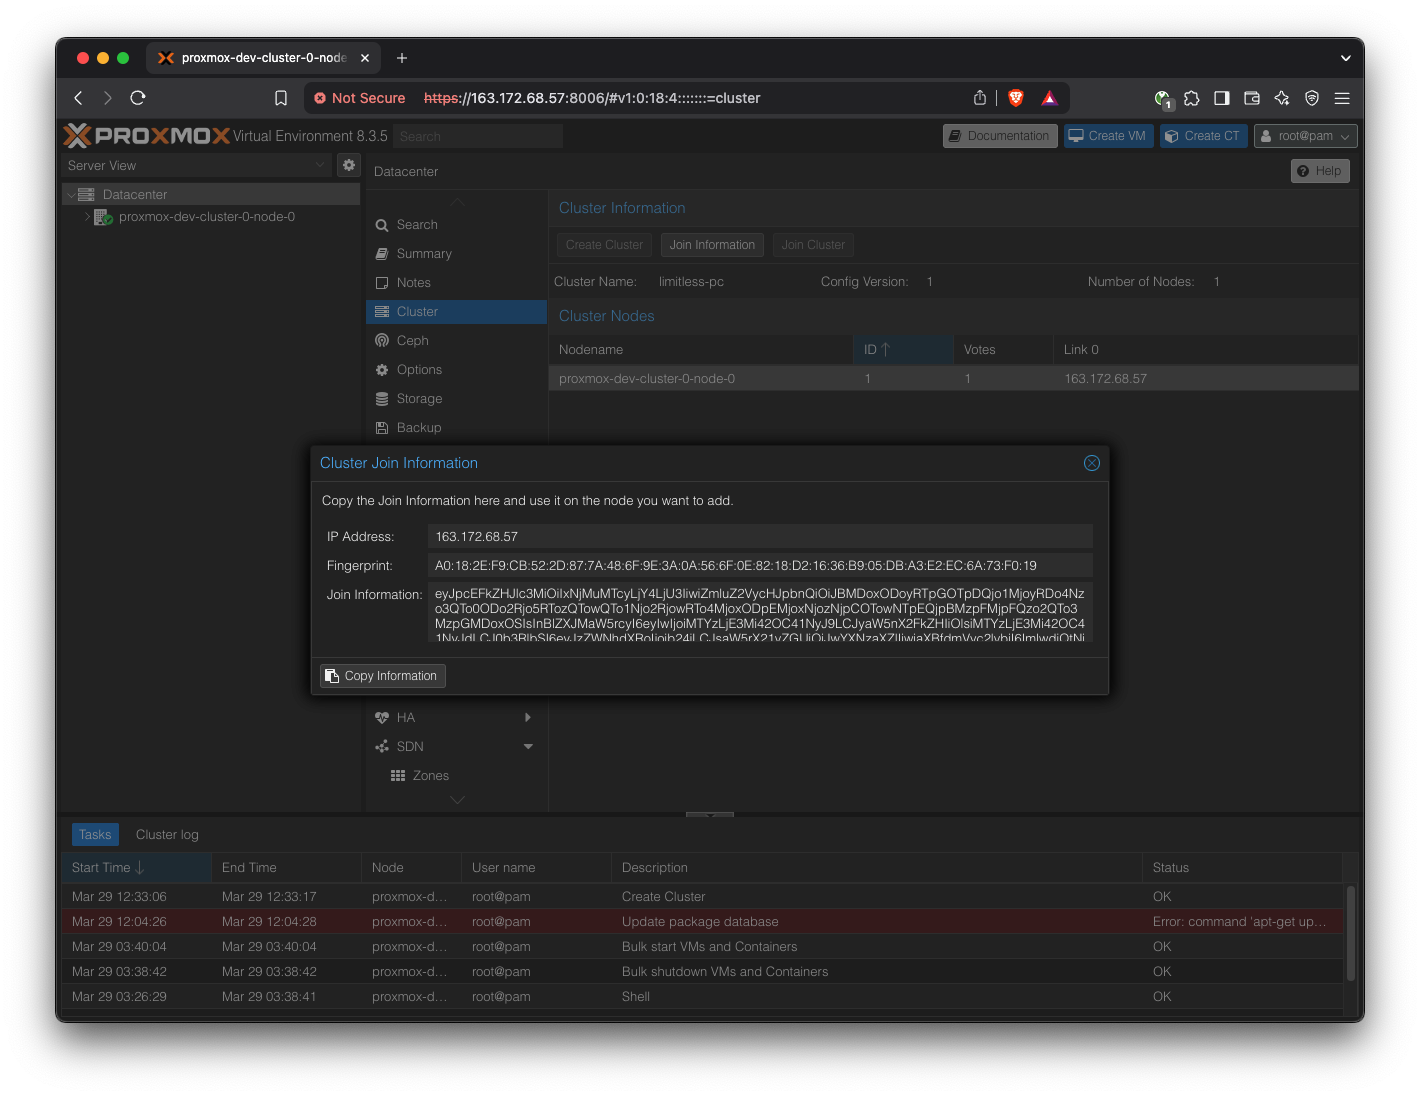 proxmox-dev-cluster-0-node
Not Secure https://163.172.68.57:8006/#v1:0:18:4:::::::=cluster
1
PROXMOX Virtual Environment 8.3.5 Search
Documentation Create VM Create CT root@pam
Server View
Datacenter
proxmox-dev-cluster-0-node-0
Datacenter
Help
Search
Summary
Notes
Cluster
Ceph
Options
Storage
Backup
Cluster Information
Create Cluster Join Information Join Cluster
Cluster Name: limitless-pc Config Version: 1 Number of Nodes: 1
Cluster Nodes
Nodename ID Votes Link 0
proxmox-dev-cluster-0-node-0 1 1 163.172.68.57
Cluster Join Information
Copy the Join Information here and use it on the node you want to add.
IP Address: 163.172.68.57
Fingerprint: A0:18:2E:F9:CB:52:2D:87:7A:48:6F:9E:3A:0A:56:6F:0E:82:18:D2:16:36:B9:05:DB:A3:E2:EC:6A:73:F0:19
Join Information:
Copy Information
HA
SDN
Zones
Tasks Cluster log
Start Time End Time Node User name Description Status
Mar 29 12:33:06 Mar 29 12:33:17 proxmox-d... root@pam Create Cluster OK
Mar 29 12:04:26 Mar 29 12:04:28 proxmox-d... root@pam Update package database Error: command 'apt-get up...
Mar 29 03:40:04 Mar 29 03:40:04 proxmox-d... root@pam Bulk start VMs and Containers OK
Mar 29 03:38:42 Mar 29 03:38:42 proxmox-d... root@pam Bulk shutdown VMs and Containers OK
Mar 29 03:26:29 Mar 29 03:38:41 proxmox-d... root@pam Shell OK